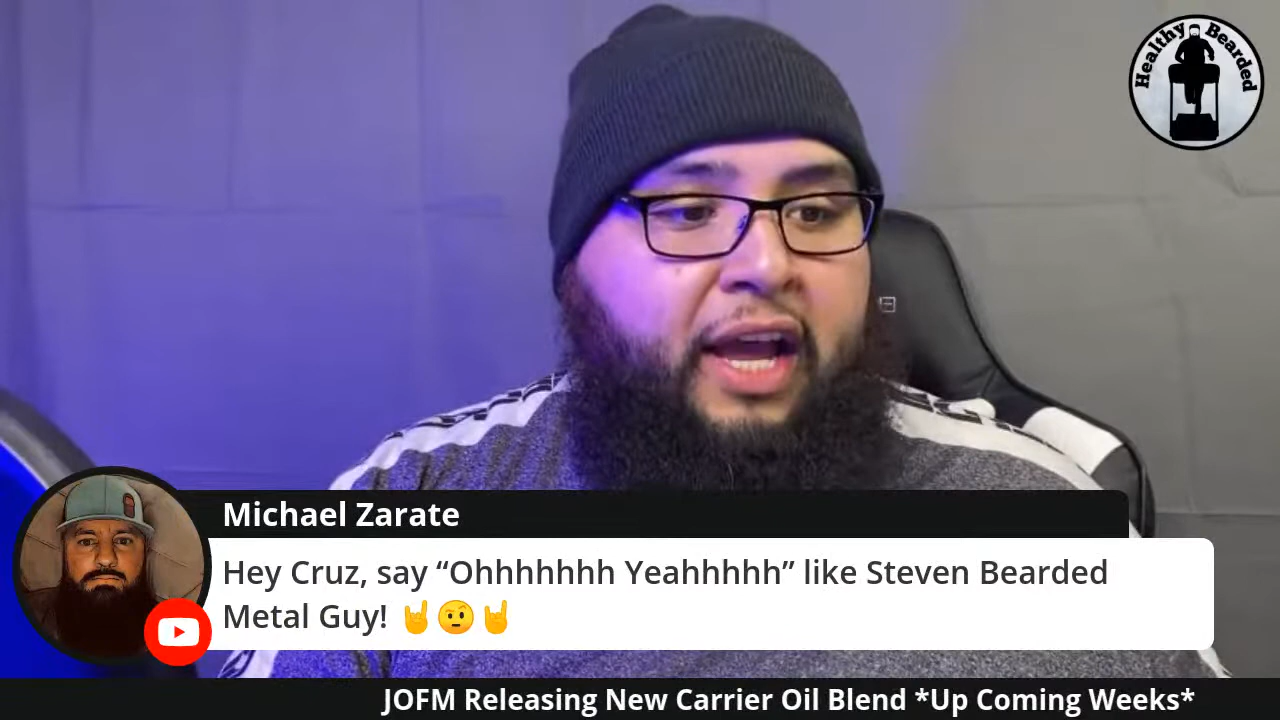 Healthy Bearded
Michael Zarate
Hey Cruz, say “Ohhhhhhh Yeahhhhh” like Steven Bearded
Metal Guy! 🤘🤨🤘
JOFM Releasing New Carrier Oil Blend *Up Coming Weeks*